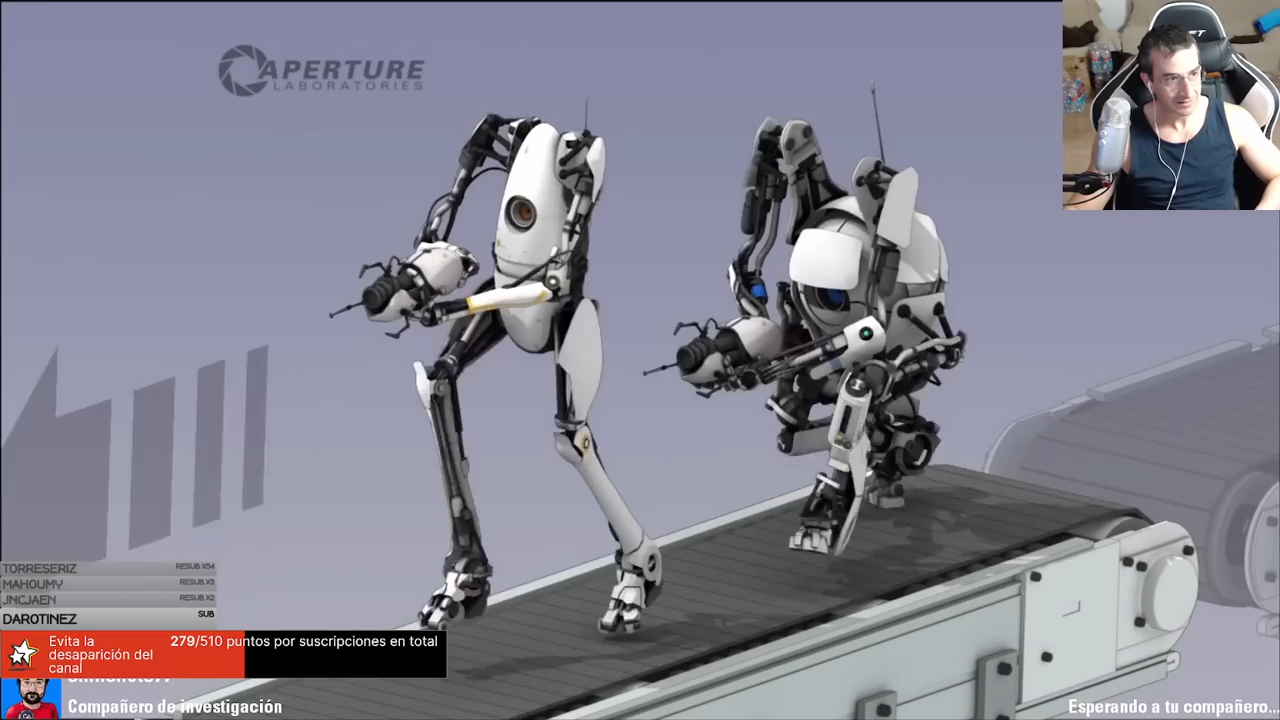 APERTURE
LABORATORIES
TORRESERIZ RESUB X54
MAHOUMY RESUB X3
JNCJAEN RESUB X2
DAROTINEZ SUB
Evita la desaparición del canal
279/510 puntos por suscripciones en total
Compañero de investigación
Esperando a tu compañero...